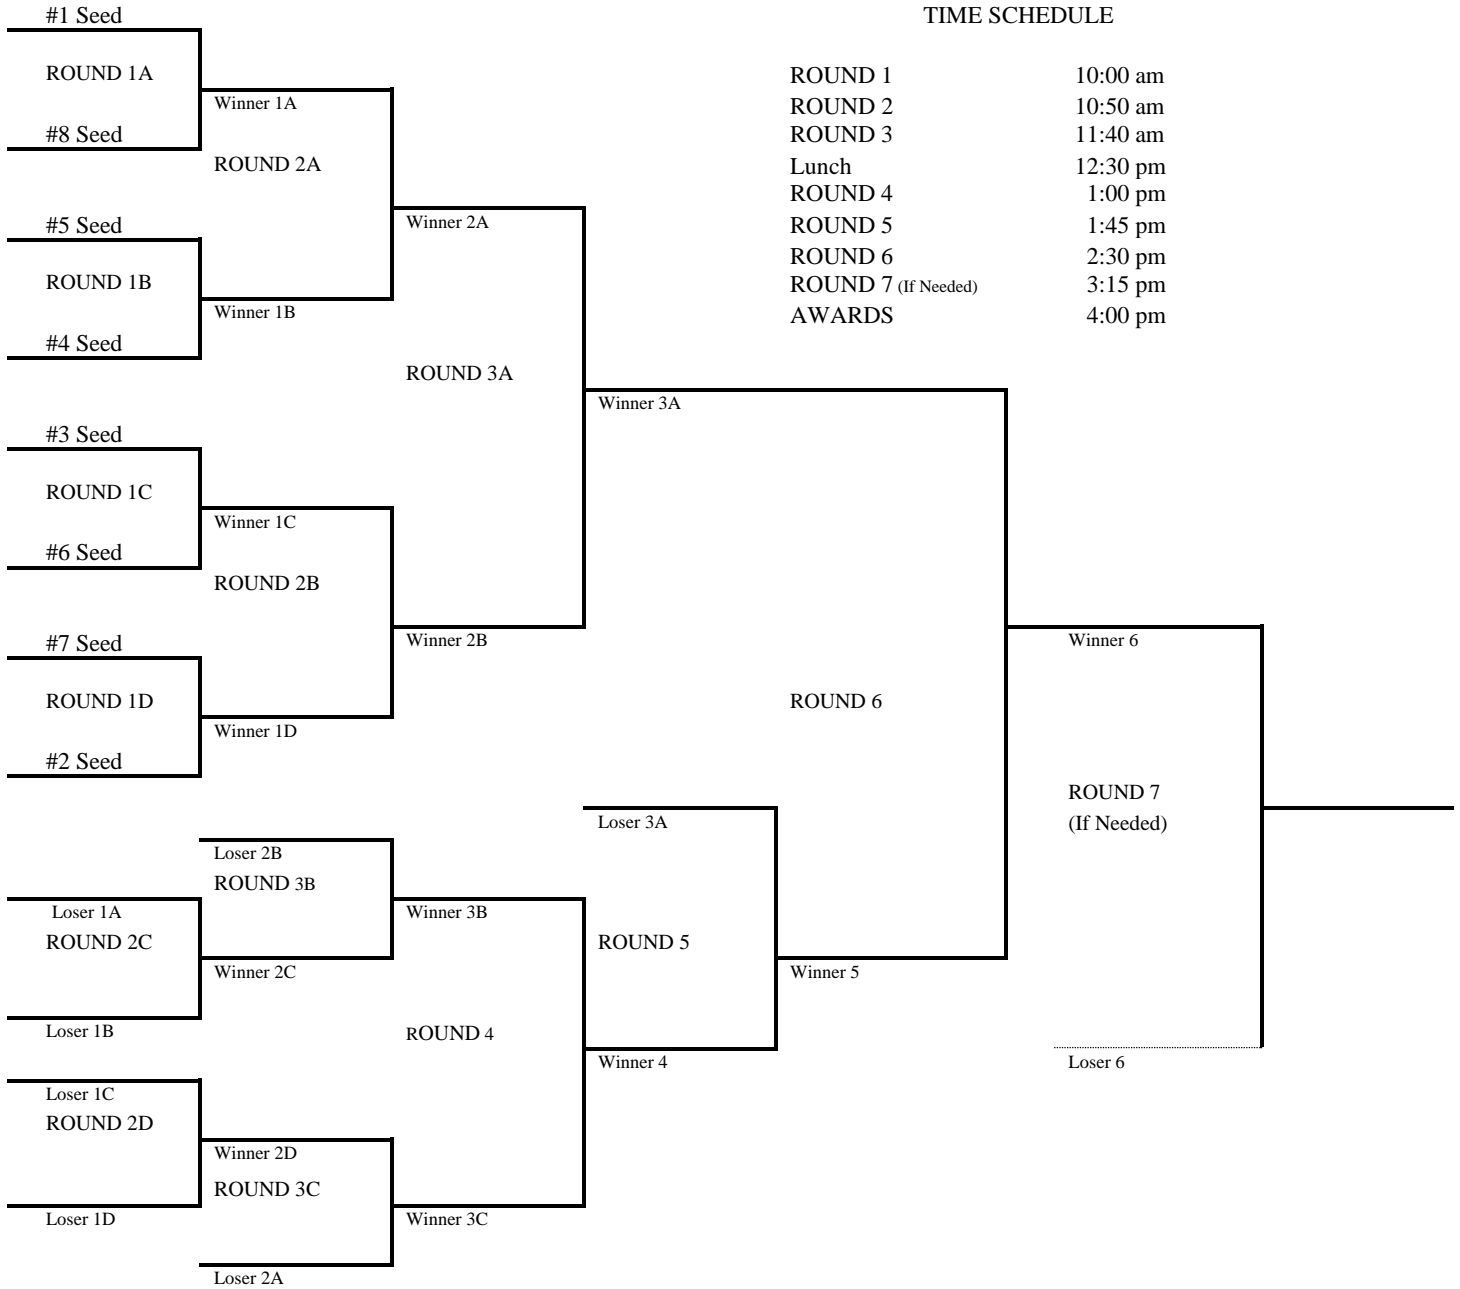 #1 Seed
TIME SCHEDULE
ROUND 1A
ROUND 1 10:00 am
Winner 1A
ROUND 2 10:50 am
#8 Seed
ROUND 3 11:40 am
ROUND 2A
Lunch 12:30 pm
ROUND 4 1:00 pm
#5 Seed
Winner 2A
ROUND 5 1:45 pm
ROUND 6 2:30 pm
ROUND 1B
ROUND 7 (If Needed) 3:15 pm
Winner 1B
AWARDS 4:00 pm
#4 Seed
ROUND 3A
Winner 3A
#3 Seed
ROUND 1C
Winner 1C
#6 Seed
ROUND 2B
#7 Seed
Winner 2B
Winner 6
ROUND 1D
ROUND 6
Winner 1D
#2 Seed
ROUND 7
Loser 3A
(If Needed)
Loser 2B
ROUND 3B
Loser 1A
Winner 3B
ROUND 2C
ROUND 5
Winner 2C
Winner 5
Loser 1B
ROUND 4
Winner 4
Loser 6
Loser 1C
ROUND 2D
Winner 2D
ROUND 3C
Loser 1D
Winner 3C
Loser 2A